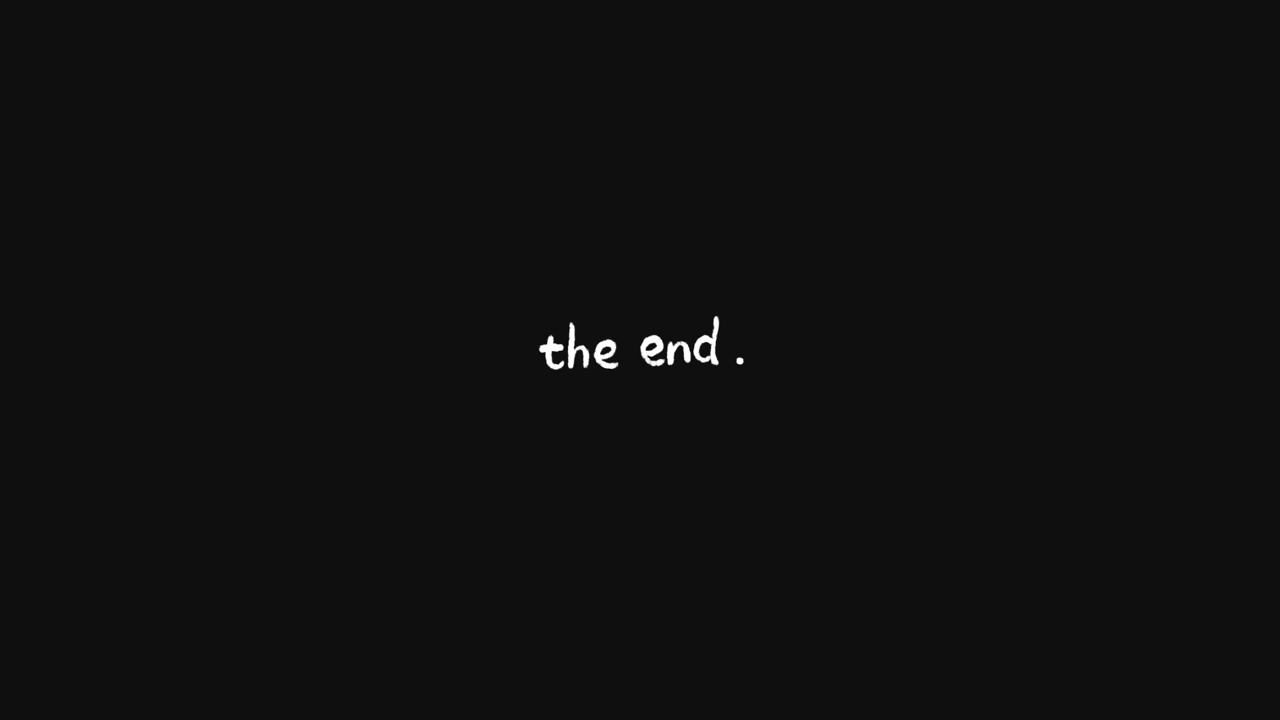 the end .